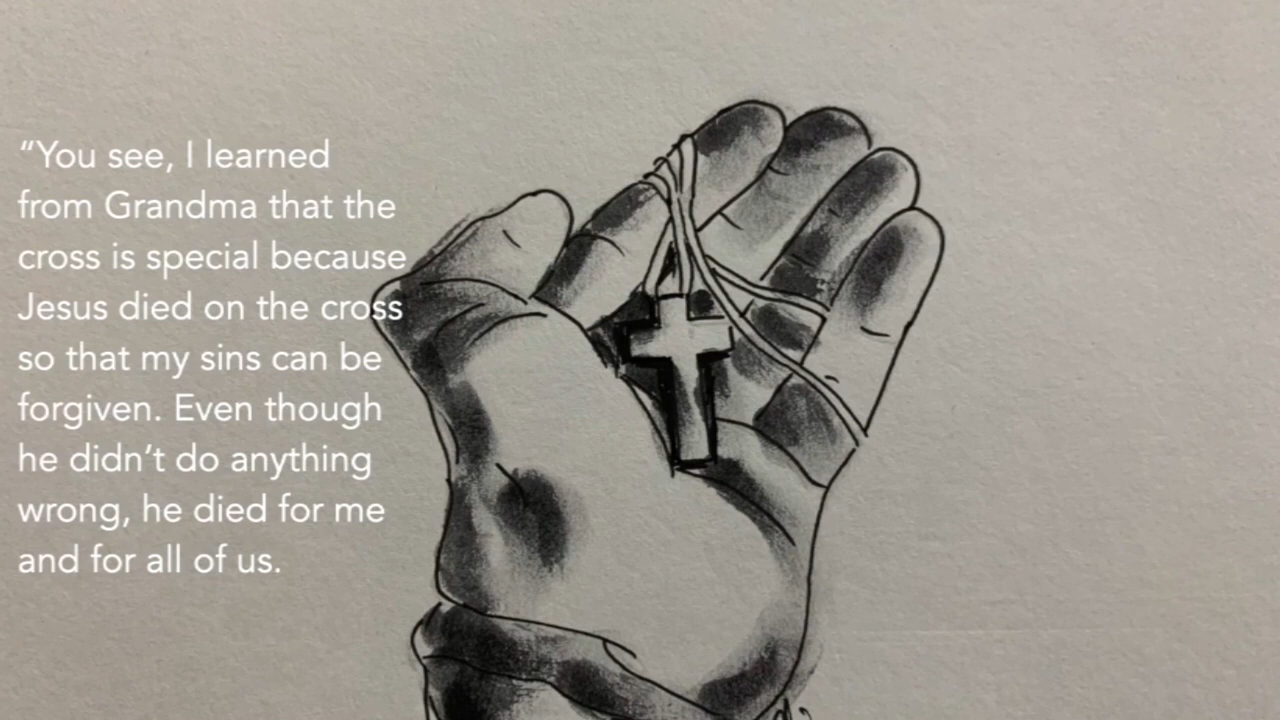 “You see, I learned
from Grandma that the
cross is special because
Jesus died on the cross
so that my sins can be
forgiven. Even though
he didn’t do anything
wrong, he died for me
and for all of us.